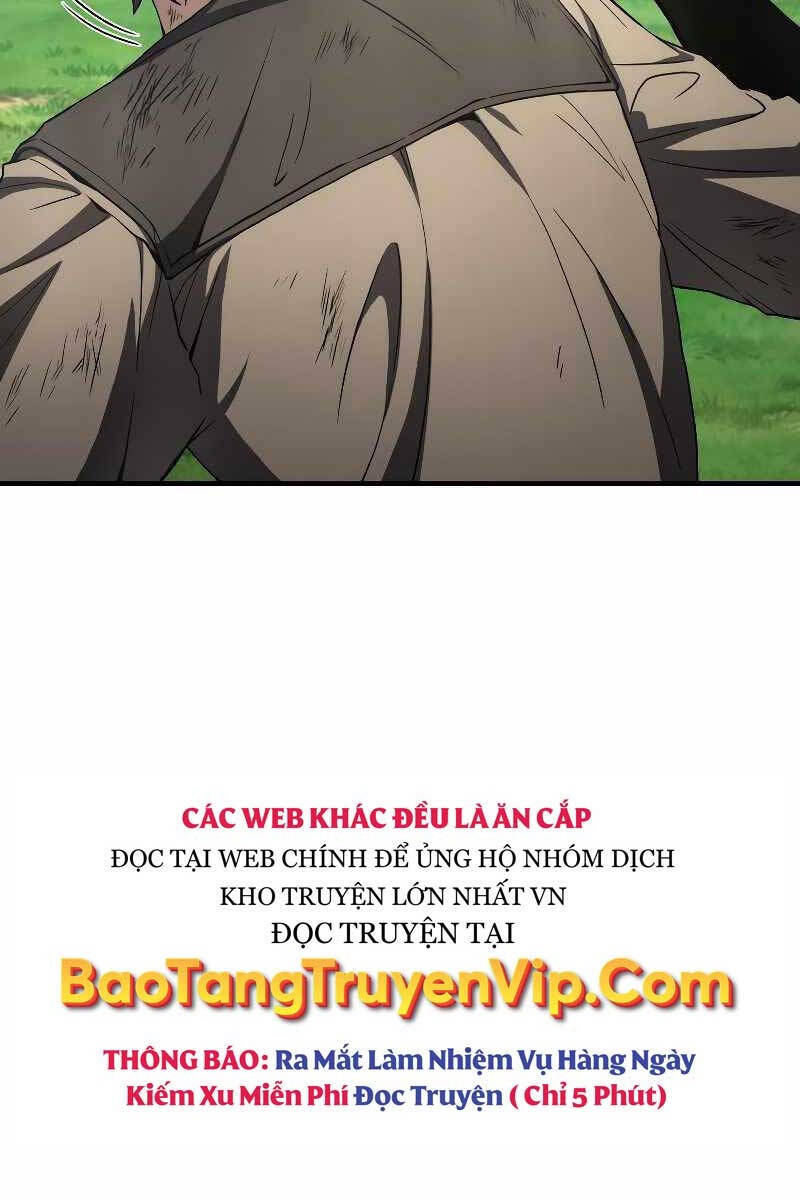 CÁC WEB KHÁC ĐỀU LÀ ĂN CẮP
ĐỌC TẠI WEB CHÍNH ĐỂ ỦNG HỘ NHÓM DỊCH
KHO TRUYỆN LỚN NHẤT VN
ĐỌC TRUYỆN TẠI
BaoTangTruyenVip.Com
THÔNG BÁO: Ra Mắt Làm Nhiệm Vụ Hàng Ngày
Kiếm Xu Miễn Phí Đọc Truyện ( Chỉ 5 Phút)